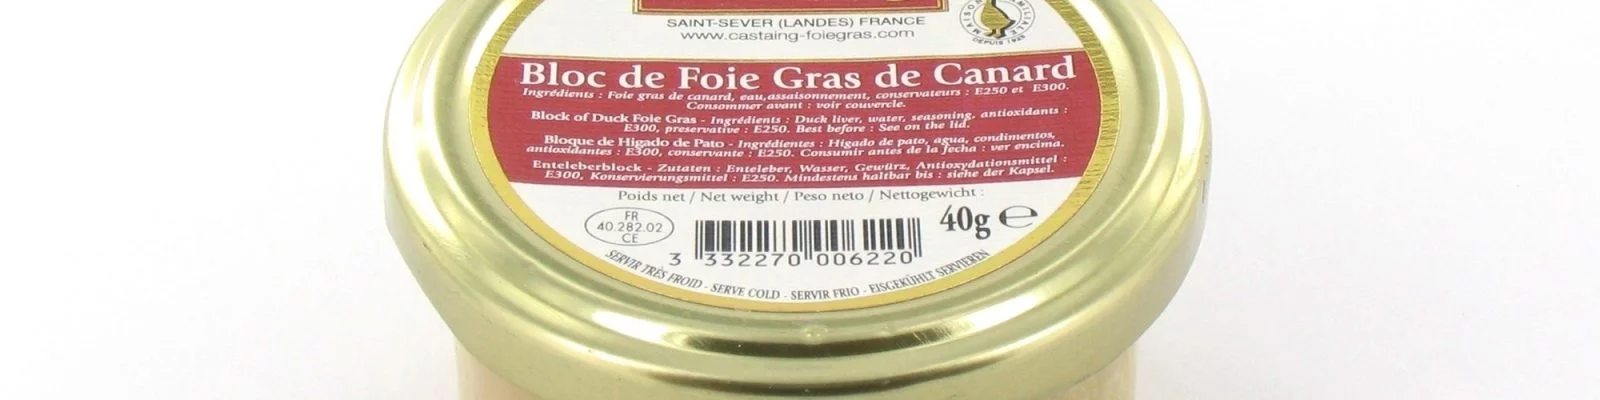 SAINT-SEVER (LANDES) FRANCE
www.castaing-foiegras.com
MAISON FAMILIALE
DEPUIS 1925
Bloc de Foie Gras de Canard
Ingrédients : Foie gras de canard, eau,assaisonnement, conservateurs : E250 et E300.
Consommer avant : voir couvercle.
Block of Duck Foie Gras - Ingrédients : Duck liver, water, seasoning, antioxidants :
E300, preservative : E250. Best before : See on the lid.
Bloque de Higado de Pato - Ingrédientes : Higado de pato, agua, condimentos,
antioxidantes : E300, conservante : E250. Consumir antes de la fecha : ver encima.
Enteleberblock - Zutaten : Enteleber, Wasser, Gewürz, Antioxydationsmittel :
E300, Konservierungsmittel : E250. Mindestens haltbar bis : siehe der Kapsel.
Poids net / Net weight / Peso neto / Nettogewicht :
FR
40.282.02
CE
40g ℮
3 332270 006220
SERVIR TRÈS FROID - SERVE COLD - SERVIR FRIO - EISGEKÜHLT SERVIEREN